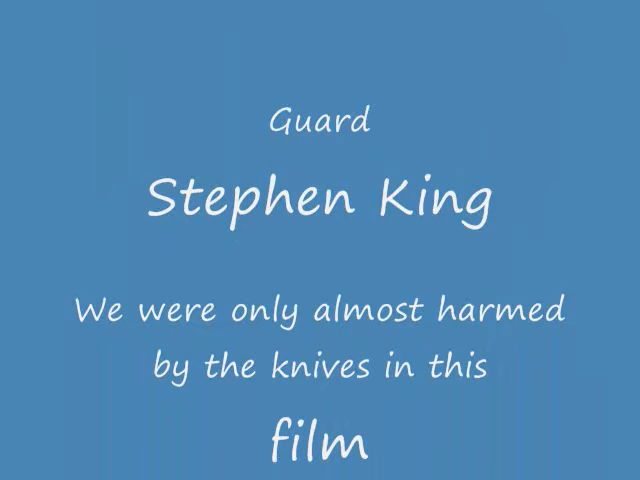 Guard
Stephen King
We were only almost harmed
by the knives in this
film